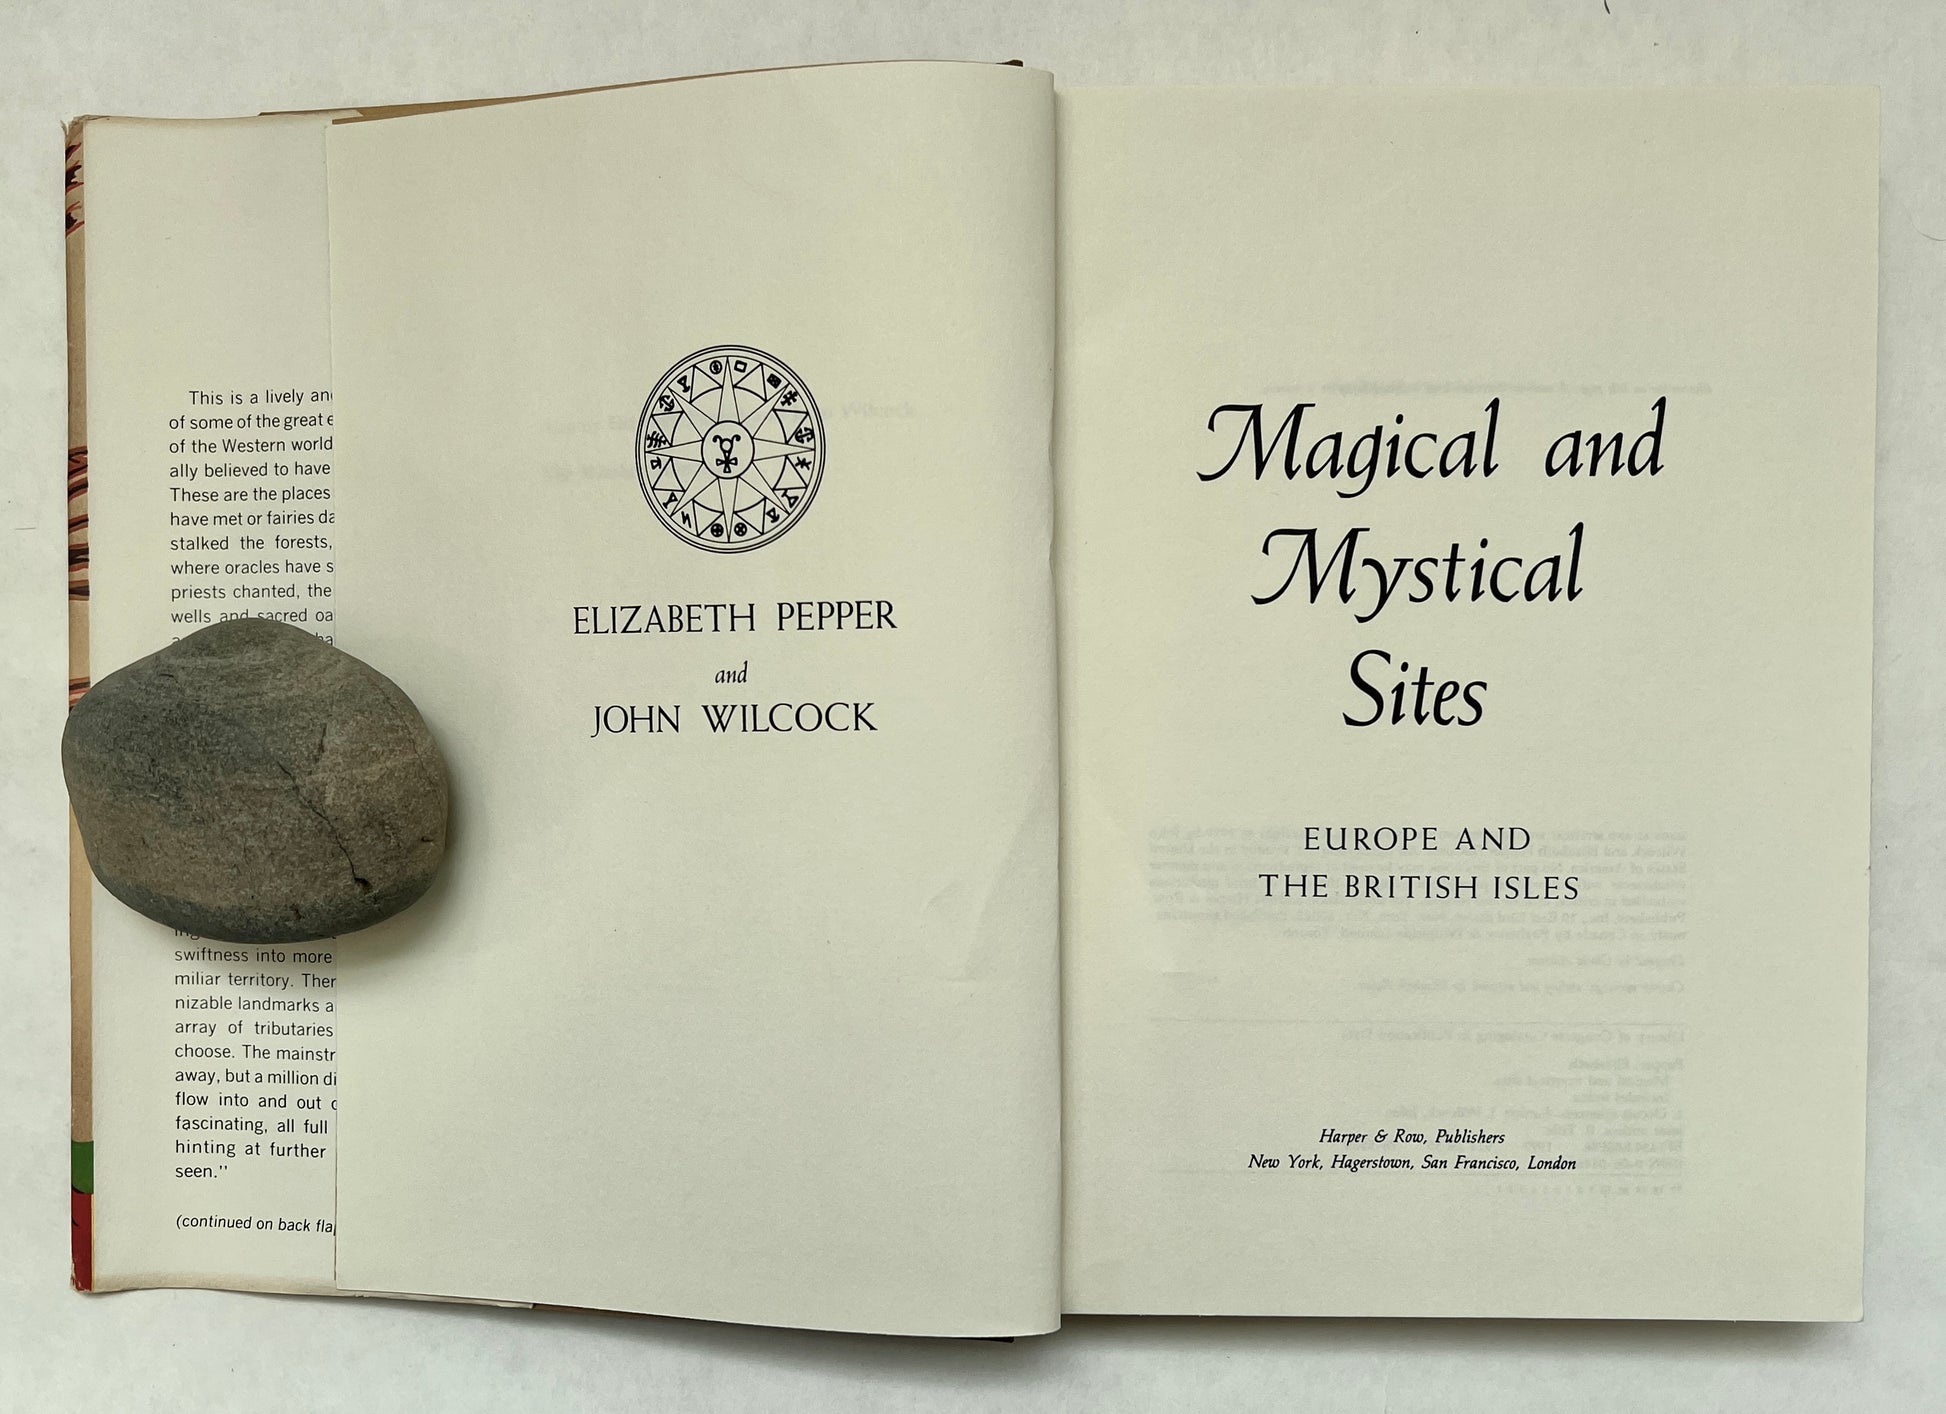 This is a lively an
of some of the great e
of the Western world
ally believed to have
These are the places
have met or fairies da
stalked the forests,
where oracles have s
priests chanted, the
wells and sacred oa
swiftness into more
miliar territory. Ther
nizable landmarks a
array of tributaries
choose. The mainstr
away, but a million di
flow into and out o
fascinating, all full
hinting at further
seen."
(continued on back fla
ELIZABETH PEPPER
and
JOHN WILCOCK
Magical and
Mystical
Sites
EUROPE AND
THE BRITISH ISLES
Harper & Row, Publishers
New York, Hagerstown, San Francisco, London